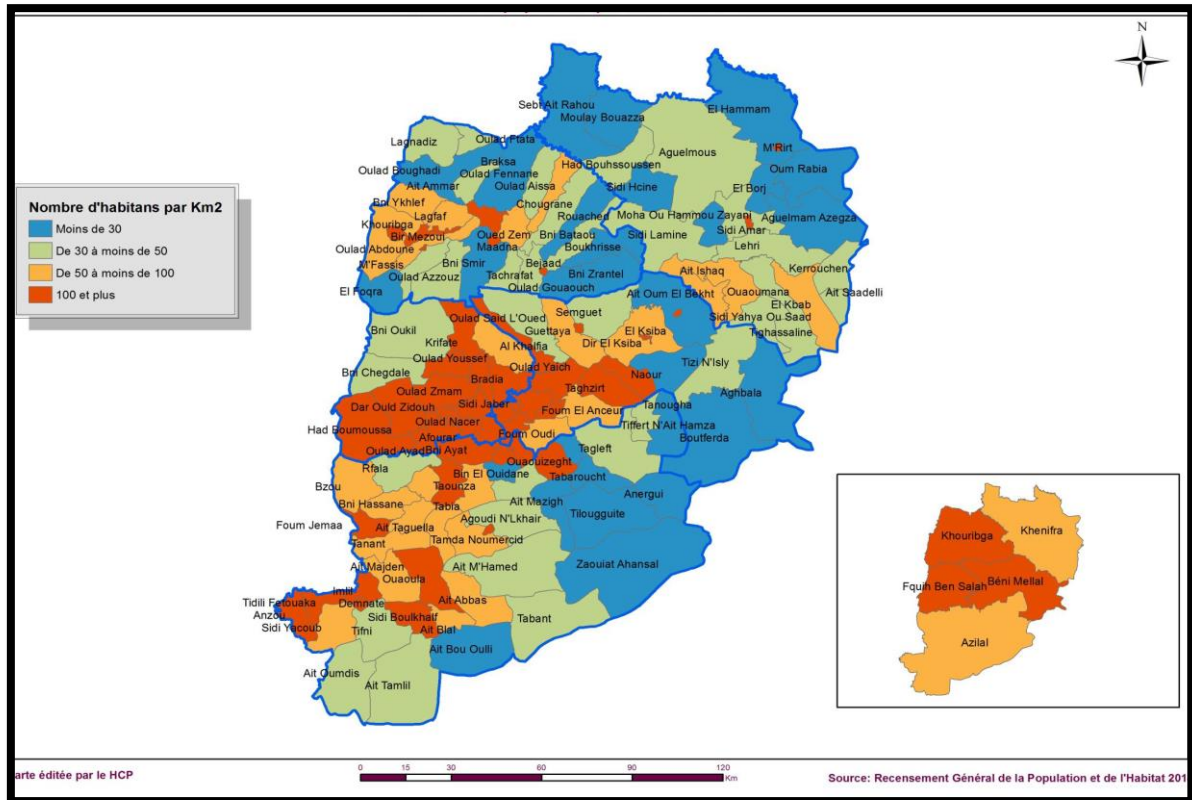 N
Nombre d'habitans par Km2
Moins de 30
De 30 à moins de 50
De 50 à moins de 100
100 et plus
Sebt Ait Rahou
Moulay Bouazza
El Hammam
M'Rirt
Oum Rabia
Aguelmous
Had Bouhssoussen
Sidi Hcine
El Borj
Moha Ou Hammou Zayani
Aguelmam Azegza
Sidi Amar
Sidi Lamine
Lehri
Kerrouchen
Ait Ishaq
Ouaoumana
El Kbab
Ait Saadelli
Sidi Yahya Ou Saad
Tighassaline
Lagnadiz
Oulad Ftata
Oulad Boughadi
Braksa
Oulad Fennane
Ait Ammar
Oulad Aissa
Bni Ykhlef
Chougrane
Lagfaf
Rouached
Khouribga
Bir Mezoui
Oued Zem
Bni Bataou
Oulad Abdoune
Maadna
Boukhrisse
M'Fassis
Bni Smir
Bejaad
Oulad Azzouz
Tachrafat
Bni Zrantel
El Foqra
Oulad Gouaouch
Ait Oum El Bekht
Oulad Said L'Oued
Semguet
Bni Oukil
Guettaya
El Ksiba
Krifate
Al Khalfia
Dir El Ksiba
Oulad Youssef
Oulad Yaich
Tizi N'Isly
Bni Chegdale
Bradia
Naour
Taghzirt
Aghbala
Oulad Zmam
Dar Ould Zidouh
Sidi Jaber
Foum El Anceur
Tanougha
Oulad Nacer
Tiffert N'Ait Hamza
Had Boumoussa
Afourar
Foum Oudi
Boutferda
Oulad Ayad
Bni Ayat
Tagleft
Ouaouizeght
Rfala
Bin El Ouidane
Tabaroucht
Bzou
Taounza
Anergui
Bni Hassane
Tabia
Ait Mazigh
Tilougguite
Foum Jemaa
Ait Taguella
Agoudi N'Lkhair
Tanant
Tamda Noumercid
Ait Majden
Ait M'Hamed
Zaouiat Ahansal
Ouaoula
Imlil
Tidili Fetouaka
Demnate
Ait Abbas
Anzou
Sidi Boulkhalf
Sidi Yacoub
Tifni
Ait Blal
Tabant
Ait Bou Oulli
Ait Oumdis
Ait Tamlil
Khouribga
Khenifra
Fquih Ben Salah
Béni Mellal
Azilal
arte éditée par le HCP
0 15 30 60 90 120
Km
Source: Recensement Général de la Population et de l'Habitat 201